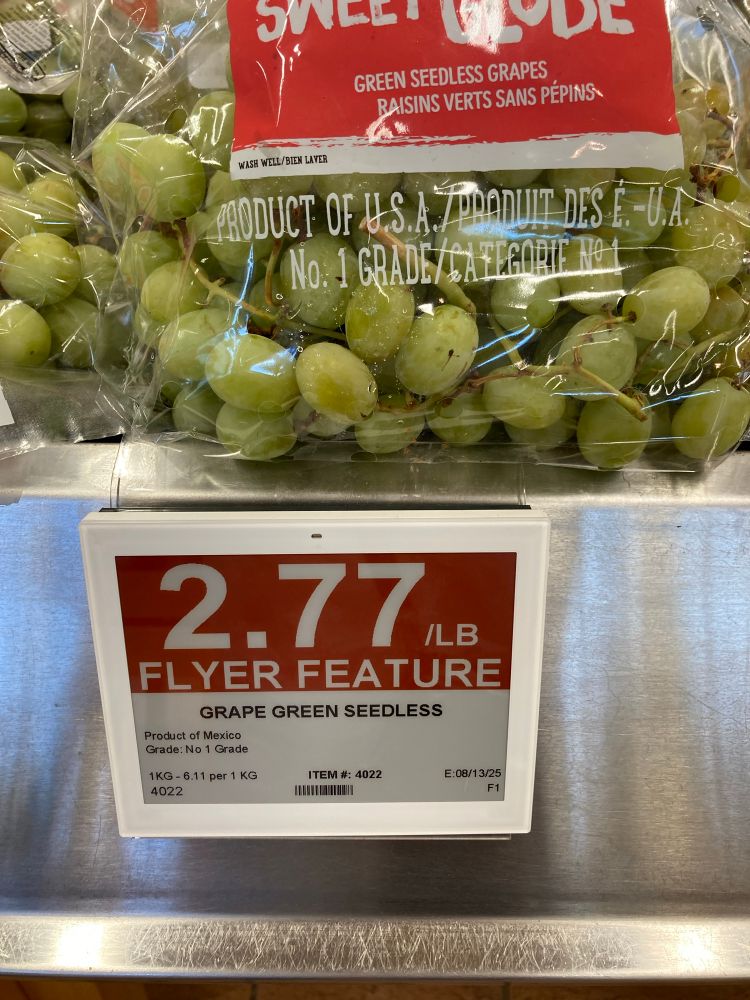 SWEET GLOBE
GREEN SEEDLESS GRAPES
RAISINS VERTS SANS PÉPINS
WASH WELL/BIEN LAVER
PRODUCT OF U.S.A./PRODUIT DES É.-U.A.
No. 1 GRADE/CATÉGORIE Nº 1
2.77/LB
FLYER FEATURE
GRAPE GREEN SEEDLESS
Product of Mexico
Grade: No 1 Grade
1KG - 6.11 per 1 KG ITEM #: 4022 E:08/13/25
4022 F1